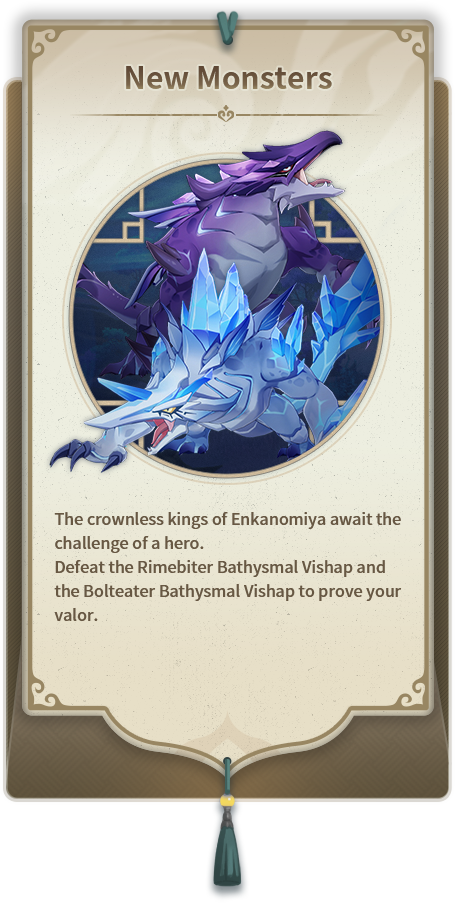 New Monsters
The crownless kings of Enkanomiya await the
challenge of a hero.
Defeat the Rimebiter Bathysmal Vishap and
the Bolteater Bathysmal Vishap to prove your
valor.